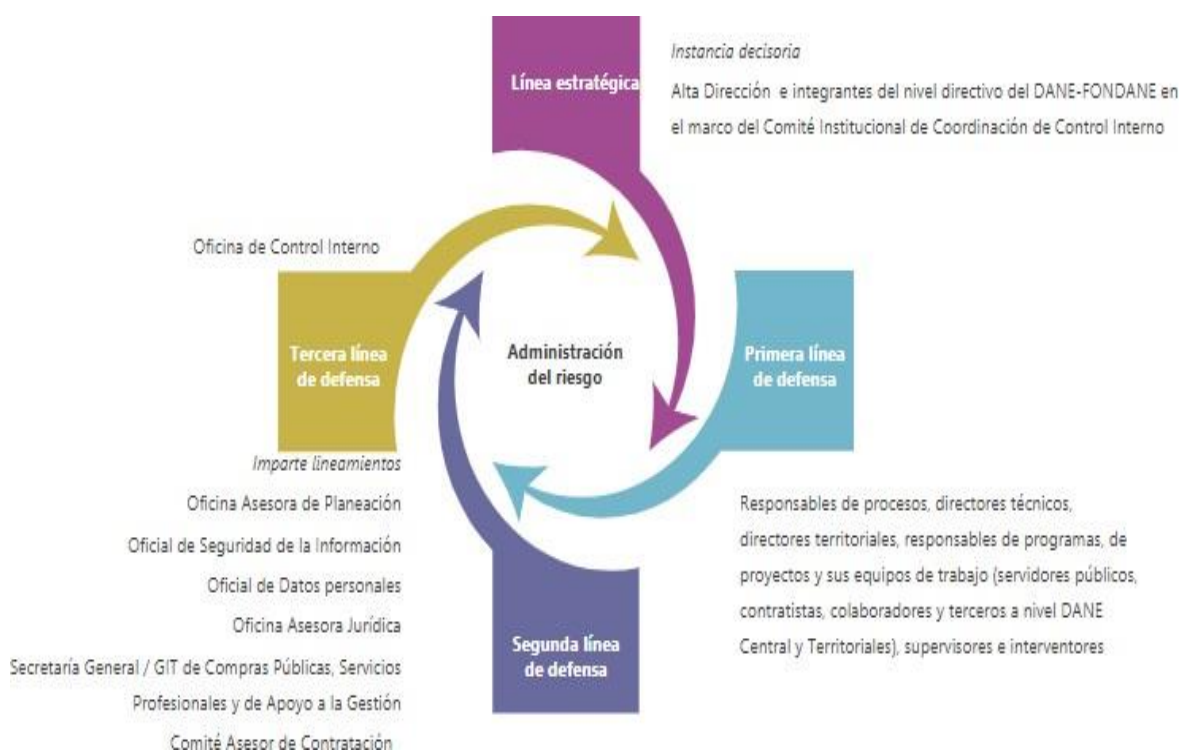 Línea estratégica
Instancia decisoria
Alta Dirección e integrantes del nivel directivo del DANE-FONDANE en
el marco del Comité Institucional de Coordinación de Control Interno
Oficina de Control Interno
Tercera línea
de defensa
Administración
del riesgo
Primera línea
de defensa
Imparte lineamientos
Oficina Asesora de Planeación
Oficial de Seguridad de la Información
Oficial de Datos personales
Oficina Asesora Jurídica
Secretaría General / GIT de Compras Públicas, Servicios
Profesionales y de Apoyo a la Gestión
Comité Asesor de Contratación
Segunda línea
de defensa
Responsables de procesos, directores técnicos,
directores territoriales, responsables de programas, de
proyectos y sus equipos de trabajo (servidores públicos,
contratistas, colaboradores y terceros a nivel DANE
Central y Territoriales), supervisores e interventores